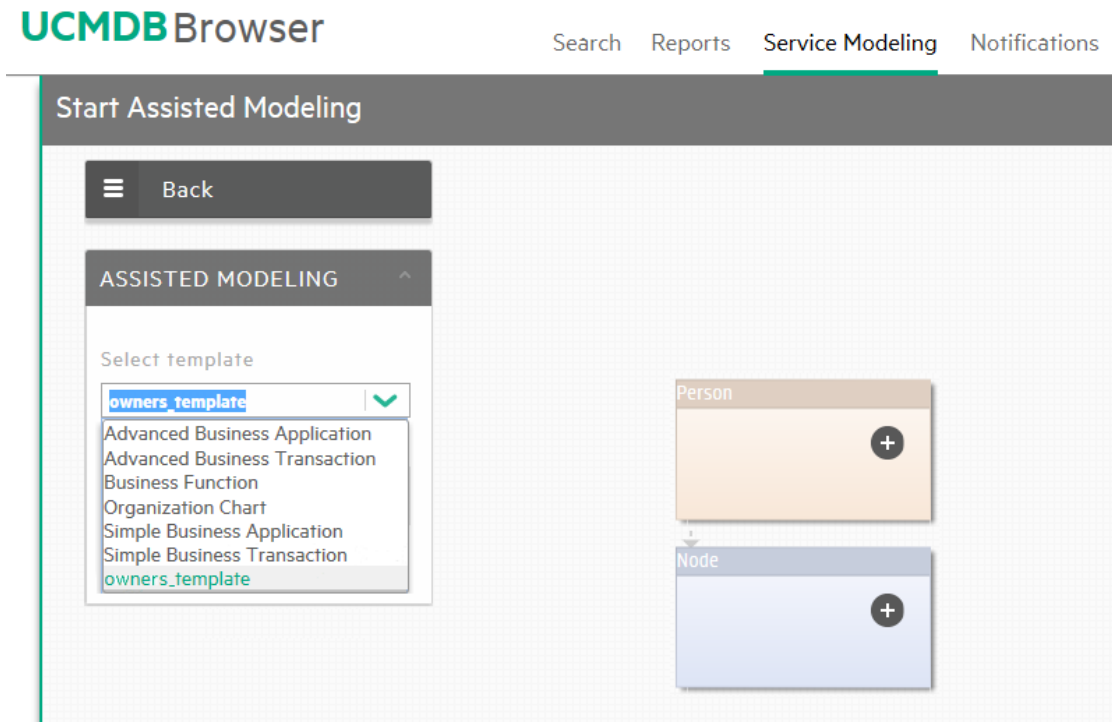 UCMDB Browser
Search Reports Service Modeling Notifications
Start Assisted Modeling
Back
ASSISTED MODELING
Select template
owners_template
Advanced Business Application
Advanced Business Transaction
Business Function
Organization Chart
Simple Business Application
Simple Business Transaction
owners_template
Person
Node